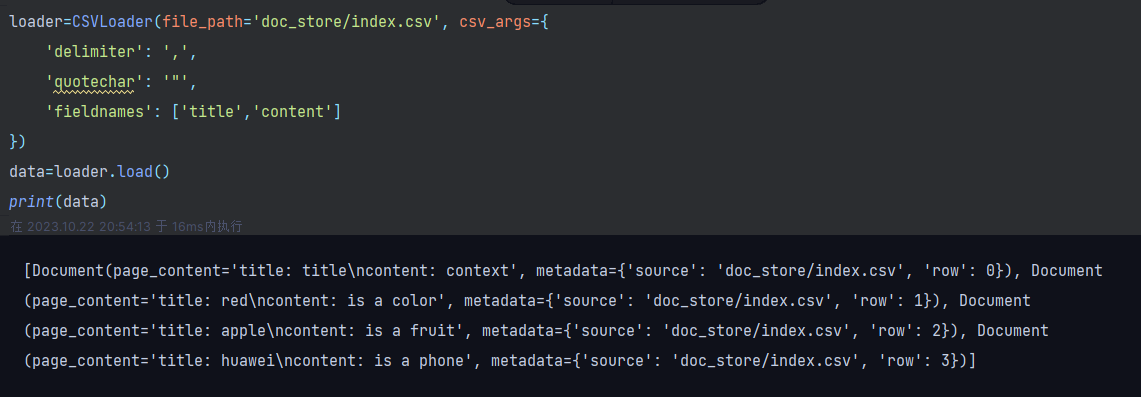 loader=CSVLoader(file_path='doc_store/index.csv', csv_args={
    'delimiter': ',',
    'quotechar': '"',
    'fieldnames': ['title','content']
})
data=loader.load()
print(data)
在 2023.10.22 20:54:13 于 16ms内执行
[Document(page_content='title: title\ncontent: context', metadata={'source': 'doc_store/index.csv', 'row': 0}), Document
(page_content='title: red\ncontent: is a color', metadata={'source': 'doc_store/index.csv', 'row': 1}), Document
(page_content='title: apple\ncontent: is a fruit', metadata={'source': 'doc_store/index.csv', 'row': 2}), Document
(page_content='title: huawei\ncontent: is a phone', metadata={'source': 'doc_store/index.csv', 'row': 3})]